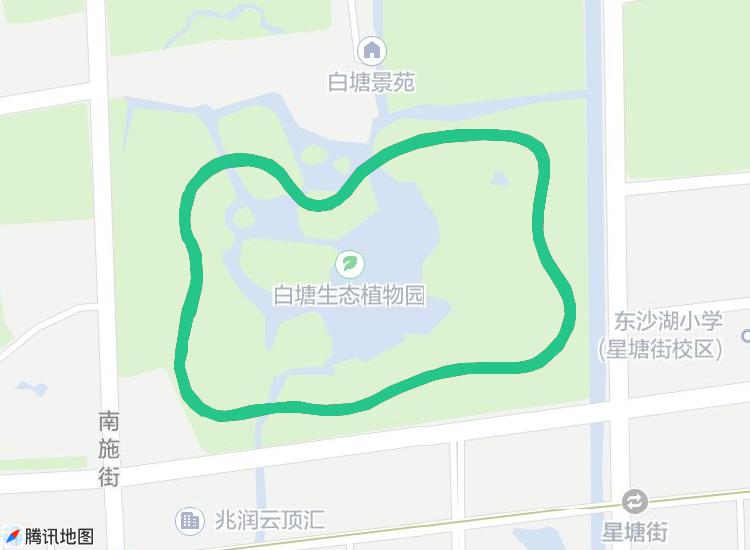 白塘景苑
白塘生态植物园
东沙湖小学
(星塘街校区)
南
施
街
兆润云顶汇
星塘街
腾讯地图